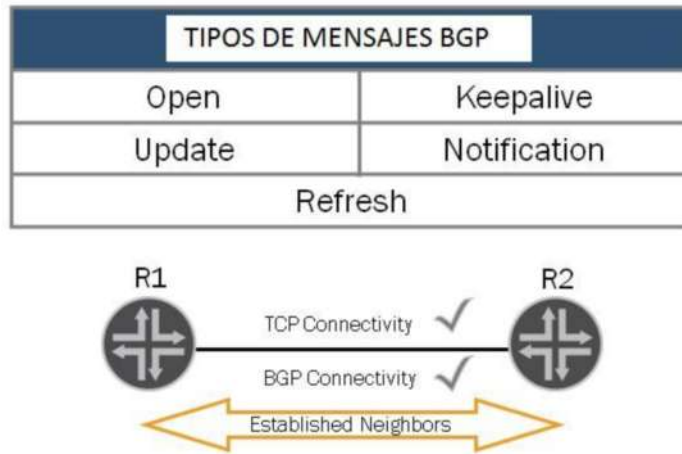 TIPOS DE MENSAJES BGP
Open Keepalive
Update Notification
Refresh
R1 R2
TCP Connectivity
BGP Connectivity
Established Neighbors